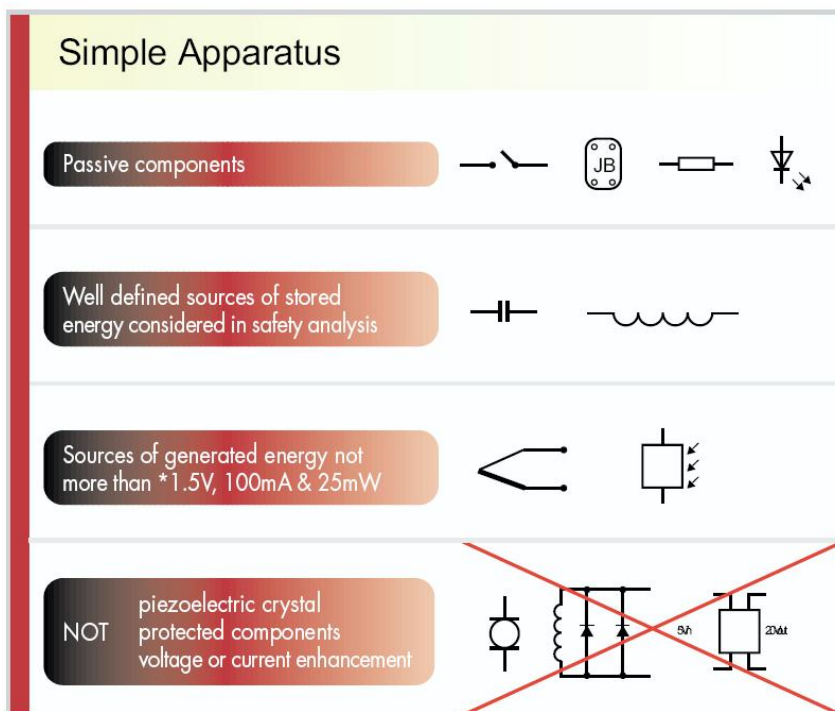 Simple Apparatus
Passive components
JB
Well defined sources of stored
energy considered in safety analysis
Sources of generated energy not
more than *1.5V, 100mA & 25mW
NOT
piezoelectric crystal
protected components
voltage or current enhancement